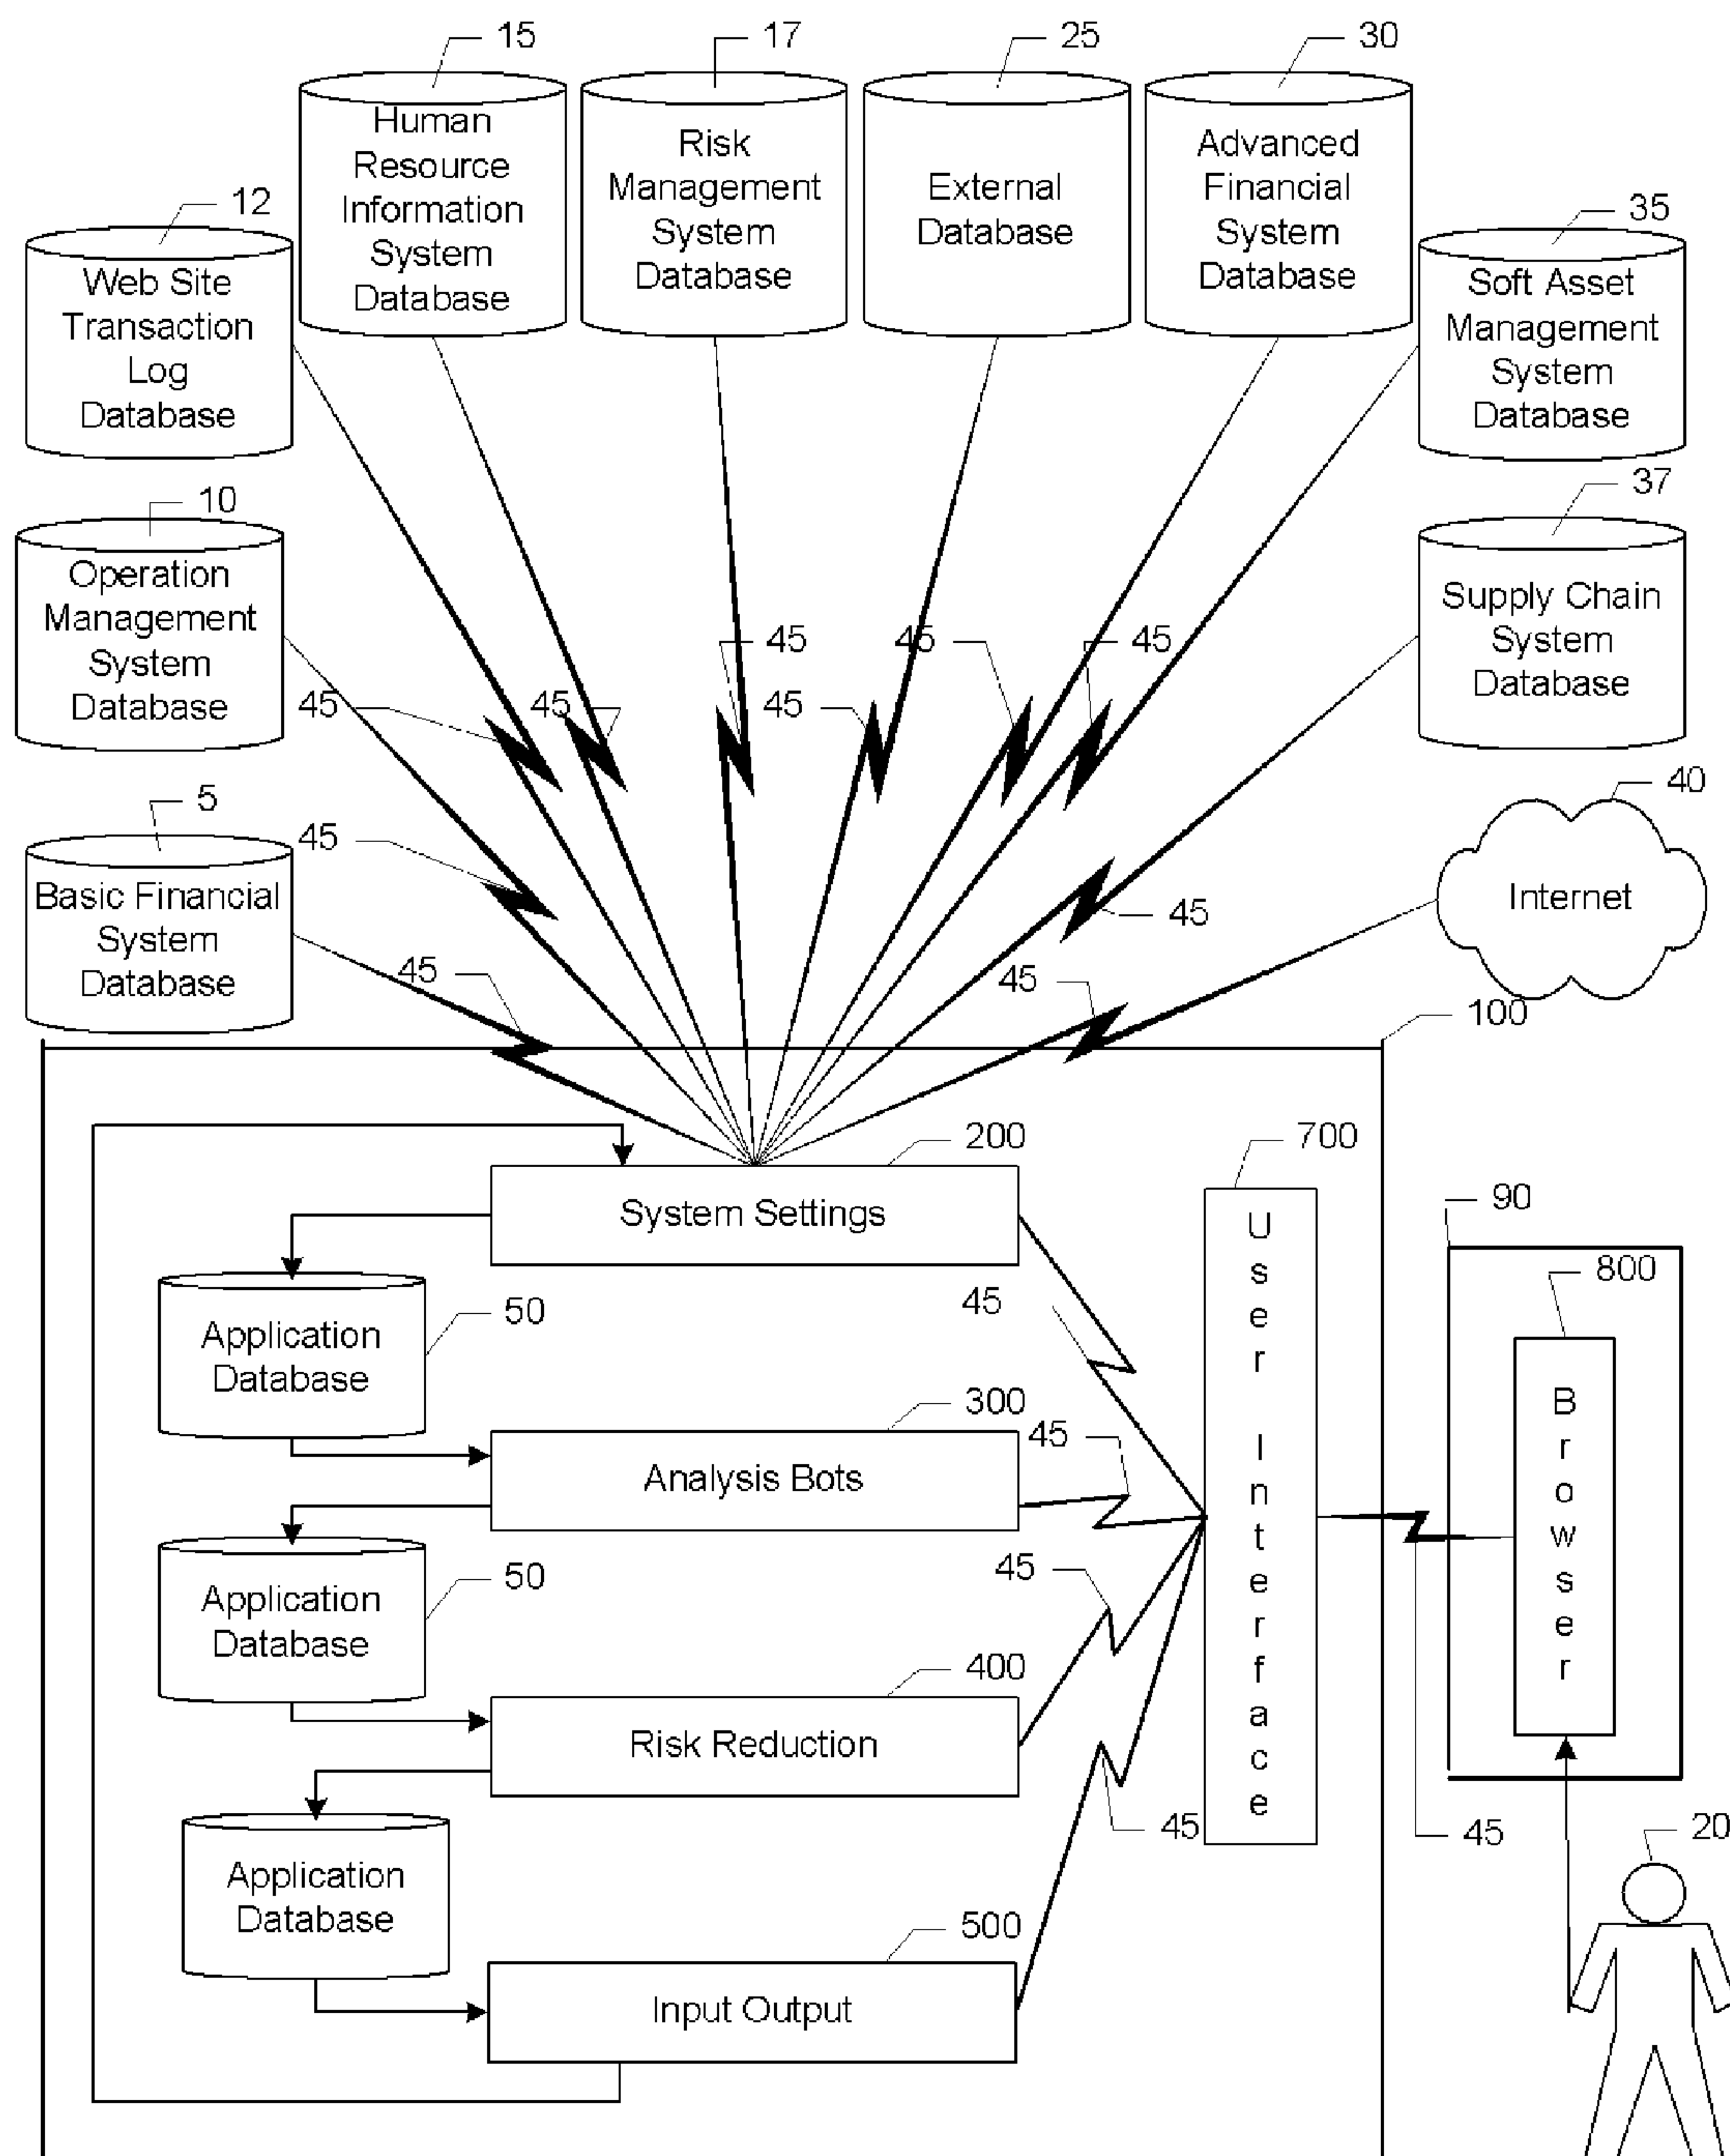 15
17
25
30
Human
Resource
Information
System
Database
Risk
Management
System
Database
External
Database
Advanced
Financial
System
Database
12
Web Site
Transaction
Log
Database
35
Soft Asset
Management
System
Database
10
Operation
Management
System
Database
37
Supply Chain
System
Database
45
45
45
45
45
45
5
Basic Financial
System
Database
45
40
Internet
45
45
45
100
200
System Settings
700
User Interface
90
800
Browser
45
50
Application
Database
300
Analysis Bots
45
50
Application
Database
45
400
Risk Reduction
45
45
20
Application
Database
500
Input Output